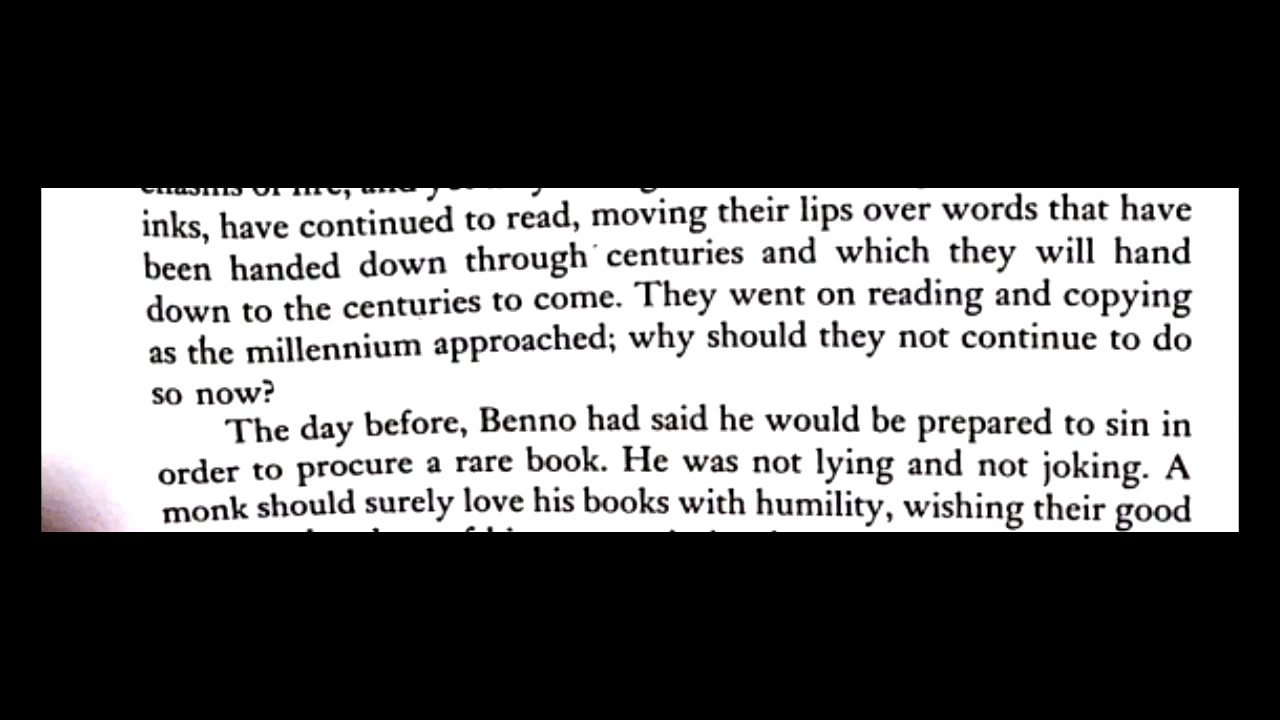 inks, have continued to read, moving their lips over words that have
been handed down through centuries and which they will hand
down to the centuries to come. They went on reading and copying
as the millennium approached; why should they not continue to do
so now?
The day before, Benno had said he would be prepared to sin in
order to procure a rare book. He was not lying and not joking. A
monk should surely love his books with humility, wishing their good